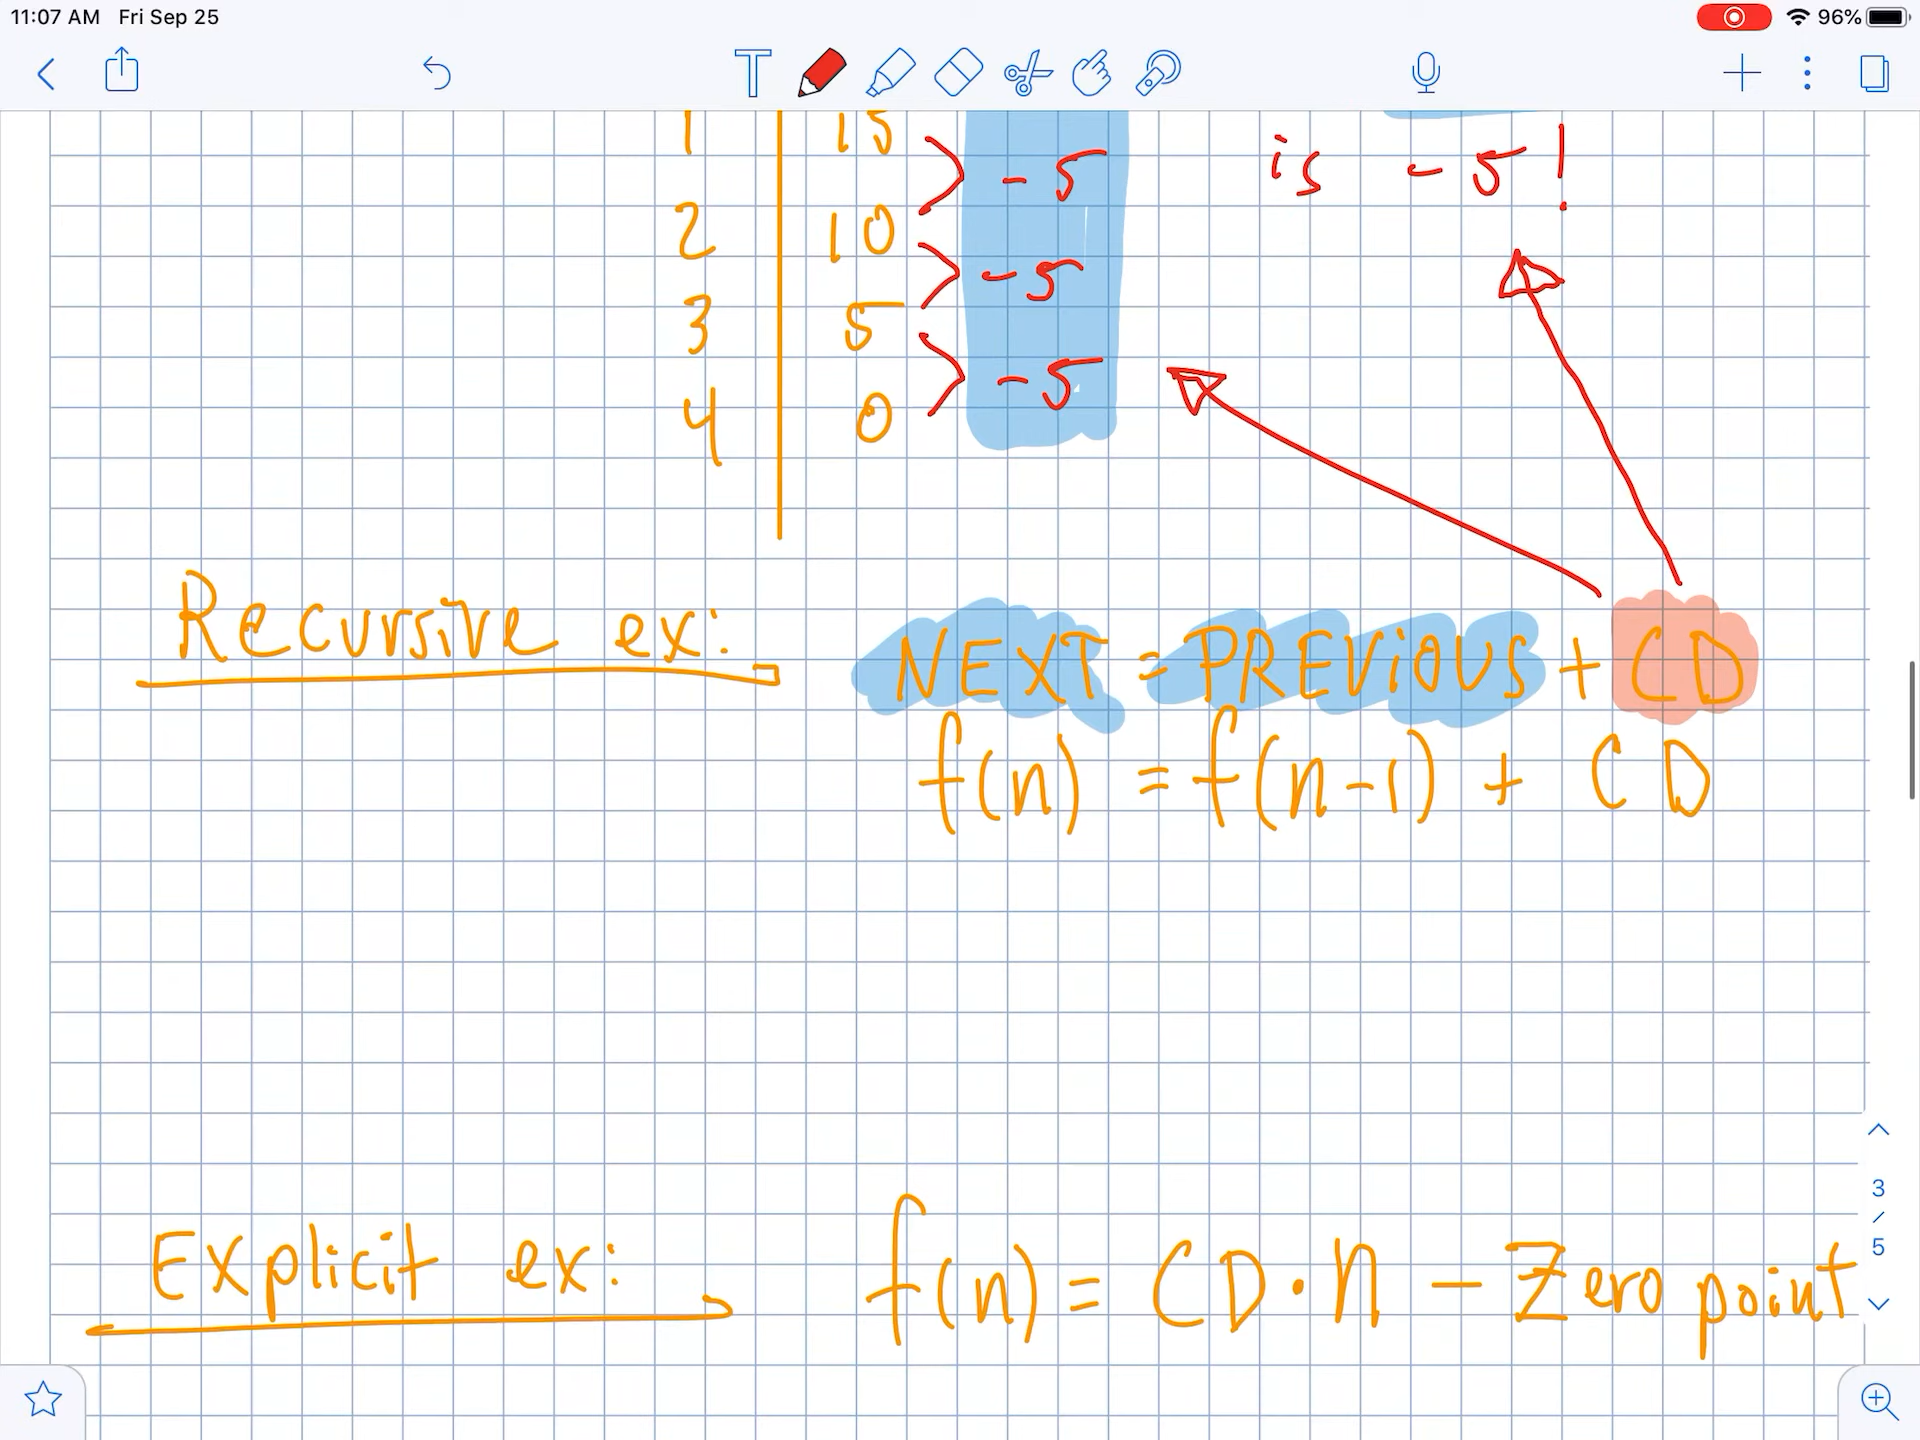 11:07 AM Fri Sep 25
96%
T
1 15
- 5
is - 5!
2 10
- 5
3 5
- 5
4 0
Recursive ex:
NEXT = PREViOUS + CD
f(n) = f(n-1) + CD
3
/
5
Explicit ex:
f(n) = CD·n - Zero point